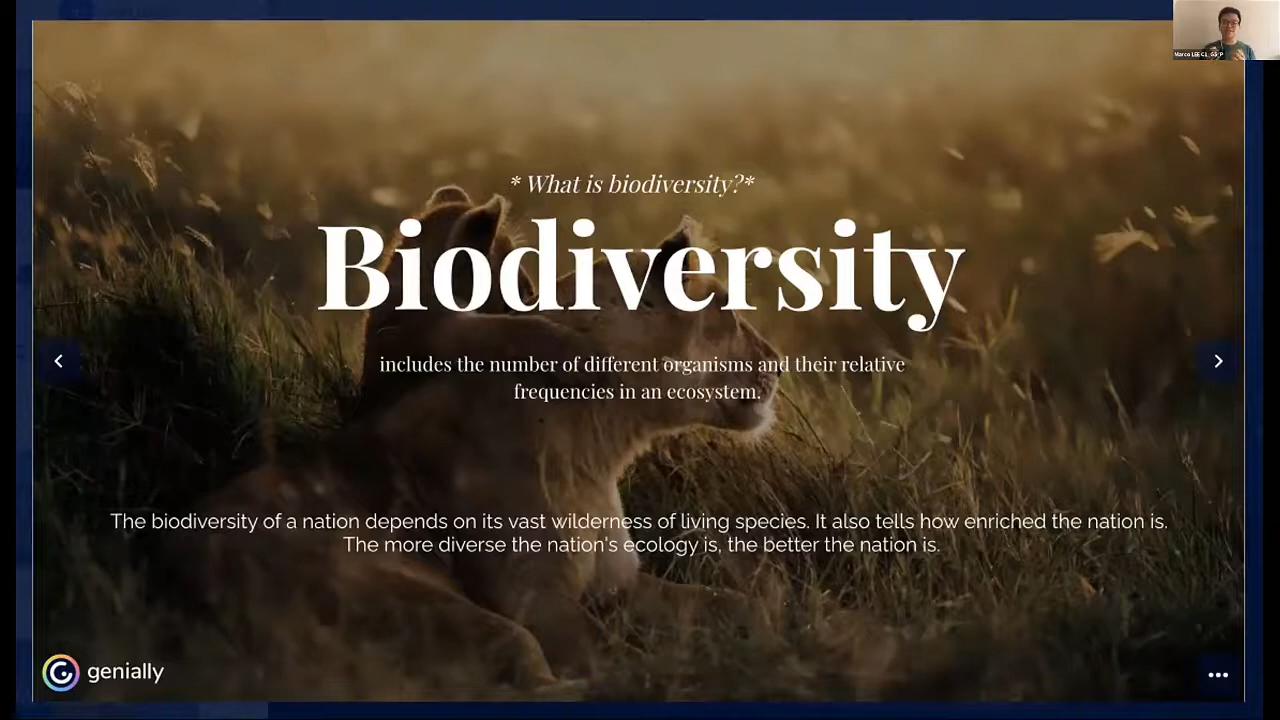 * What is biodiversity?*
Biodiversity
includes the number of different organisms and their relative
frequencies in an ecosystem.
The biodiversity of a nation depends on its vast wilderness of living species. It also tells how enriched the nation is.
The more diverse the nation's ecology is, the better the nation is.
genially